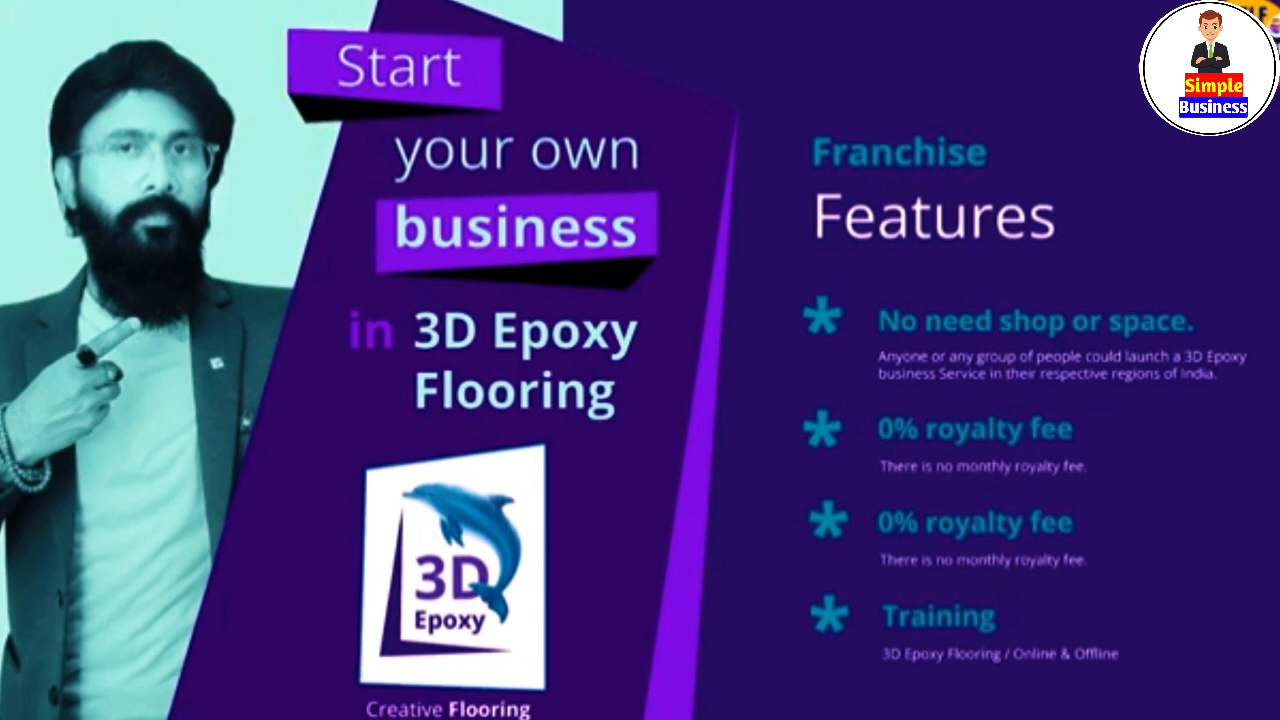 Start
your own
business
in 3D Epoxy
Flooring
3D
Epoxy
Creative Flooring
Simple
Business
Franchise
Features
* No need shop or space.
Anyone or any group of people could launch a 3D Epoxy
business Service in their respective regions of India.
* 0% royalty fee
There is no monthly royalty fee.
* 0% royalty fee
There is no monthly royalty fee.
* Training
3D Epoxy Flooring / Online & Offline